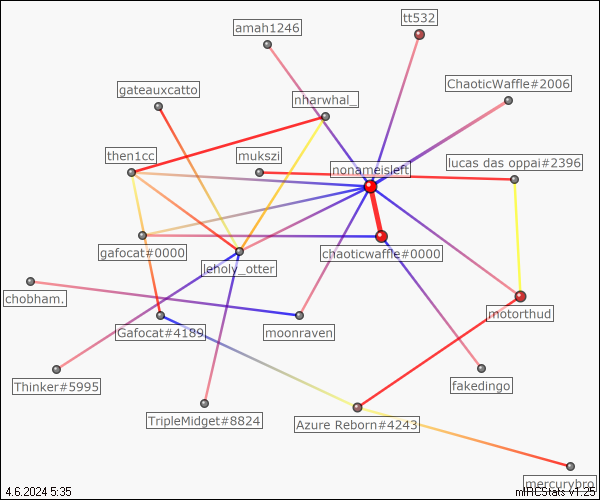 tt532
amah1246
ChaoticWaffle#2006
gateauxcatto
nharwhal_
then1cc
mukszi
lucas das oppai#2396
nonameisleft
gafocat#0000
chaoticwaffle#0000
leholy_otter
chobham.
motorthud
Gafocat#4189
moonraven
Thinker#5995
fakedingo
TripleMidget#8824
Azure Reborn#4243
mercurybro
4.6.2024 5:35
mIRCStats v1.25